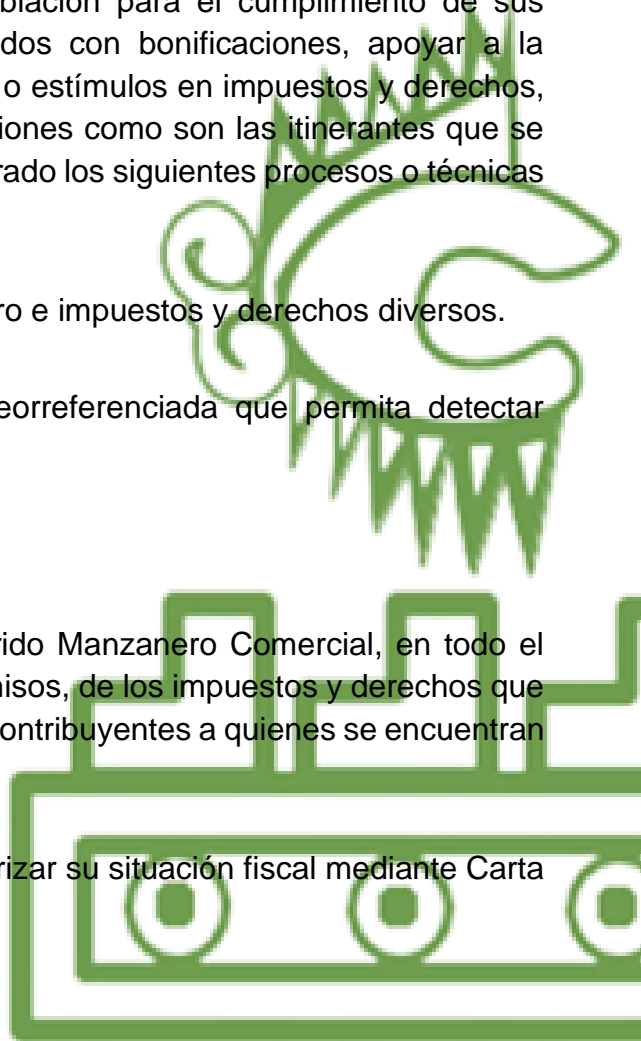 blación para el cumplimiento de sus
dos con bonificaciones, apoyar a la
o estímulos en impuestos y derechos,
iones como son las itinerantes que se
rado los siguientes procesos o técnicas
ro e impuestos y derechos diversos.
eorreferenciada que permita detectar
rido Manzanero Comercial, en todo el
nisos, de los impuestos y derechos que
contribuyentes a quienes se encuentran
rizar su situación fiscal mediante Carta